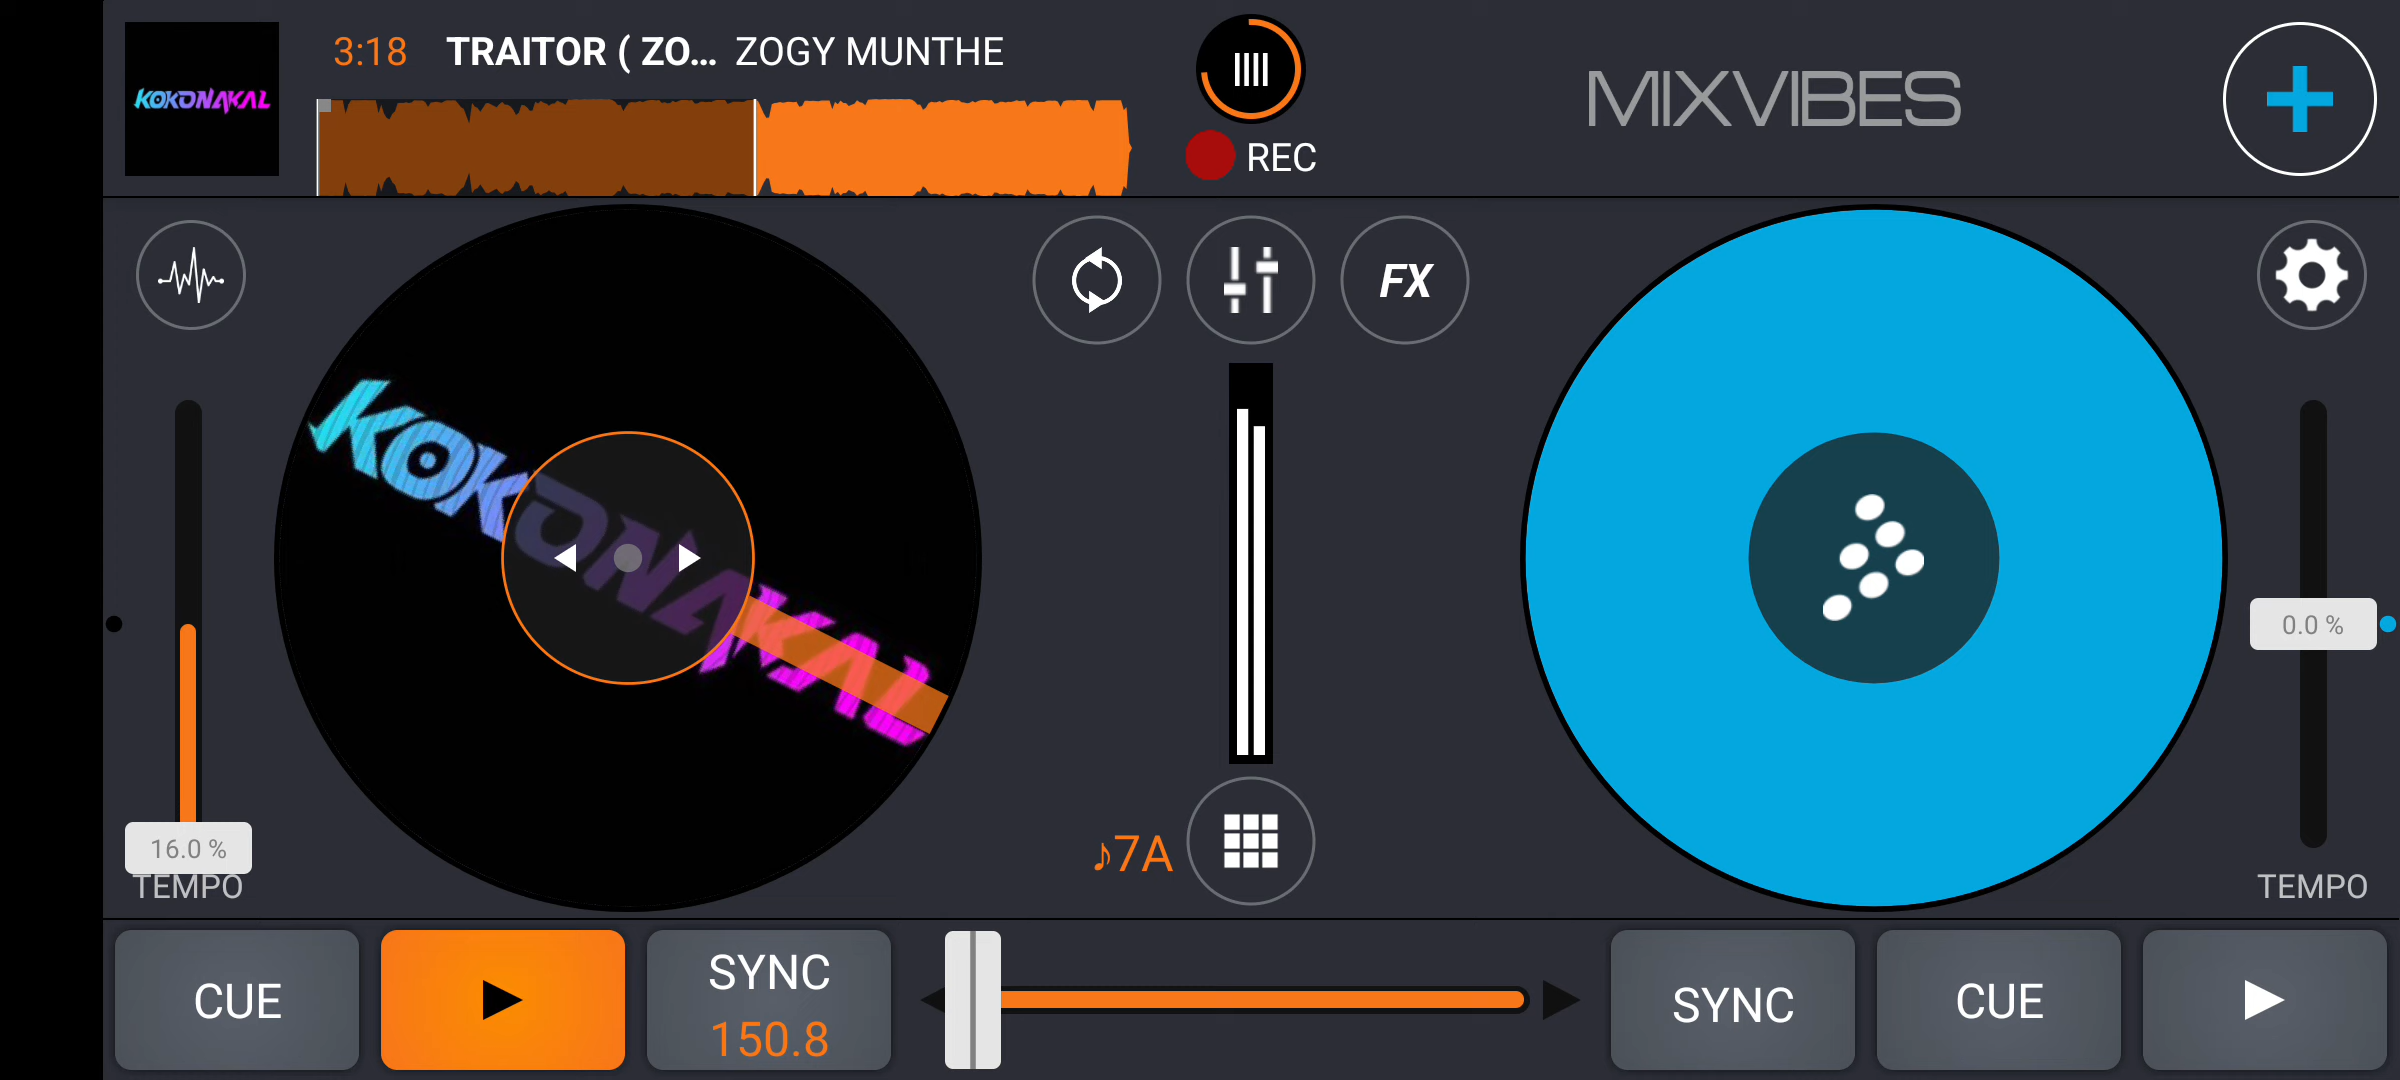 KOKONAKAL
3:18 TRAITOR ( ZO... ZOGY MUNTHE
REC
MIXVIBES
FX
KOKONAKAL
0.0 %
16.0 %
TEMPO
♪7A
TEMPO
CUE
SYNC
150.8
SYNC
CUE